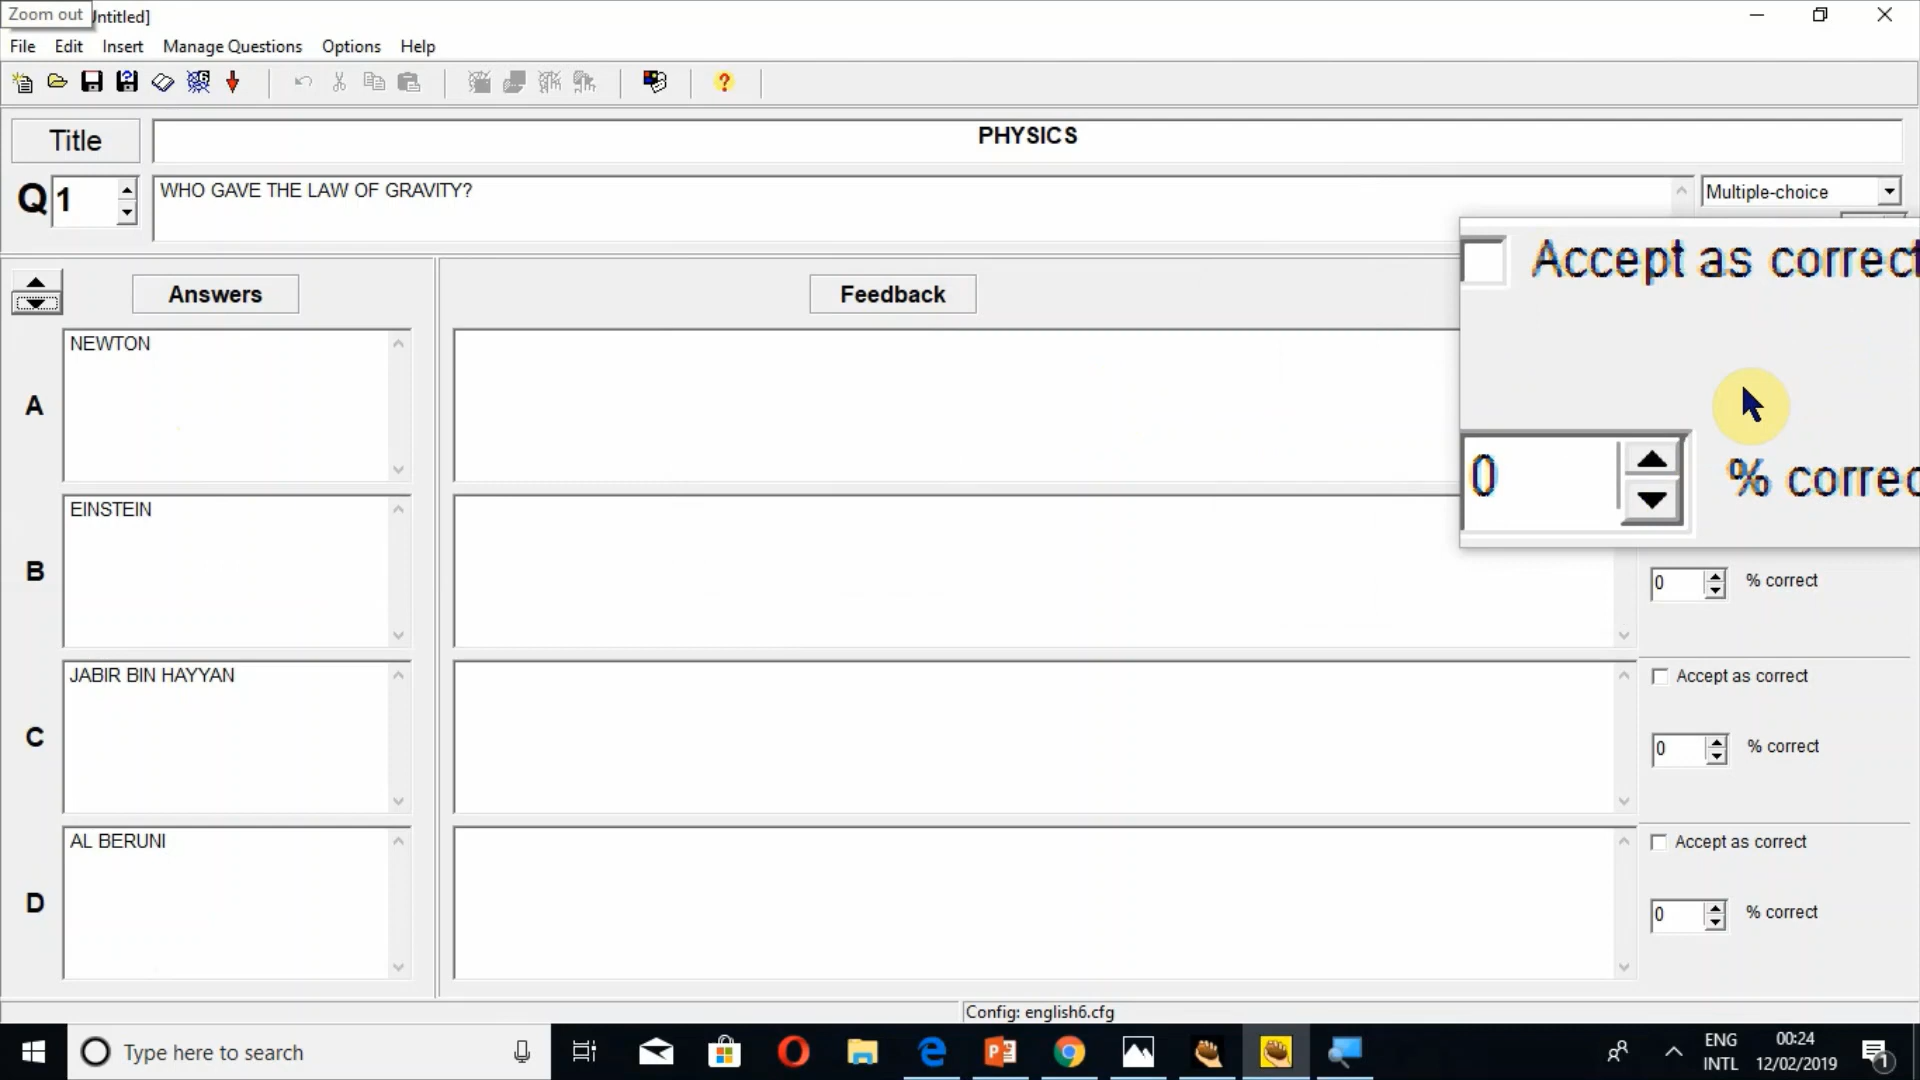 Zoom out
Untitled]
File Edit Insert Manage Questions Options Help
Title
PHYSICS
Q 1
WHO GAVE THE LAW OF GRAVITY?
Multiple-choice
Answers
Feedback
Accept as correct
0
% correc
A
NEWTON
B
EINSTEIN
0
% correct
C
JABIR BIN HAYYAN
Accept as correct
0
% correct
D
AL BERUNI
Accept as correct
0
% correct
Config: english6.cfg
Type here to search
ENG
INTL
00:24
12/02/2019
1